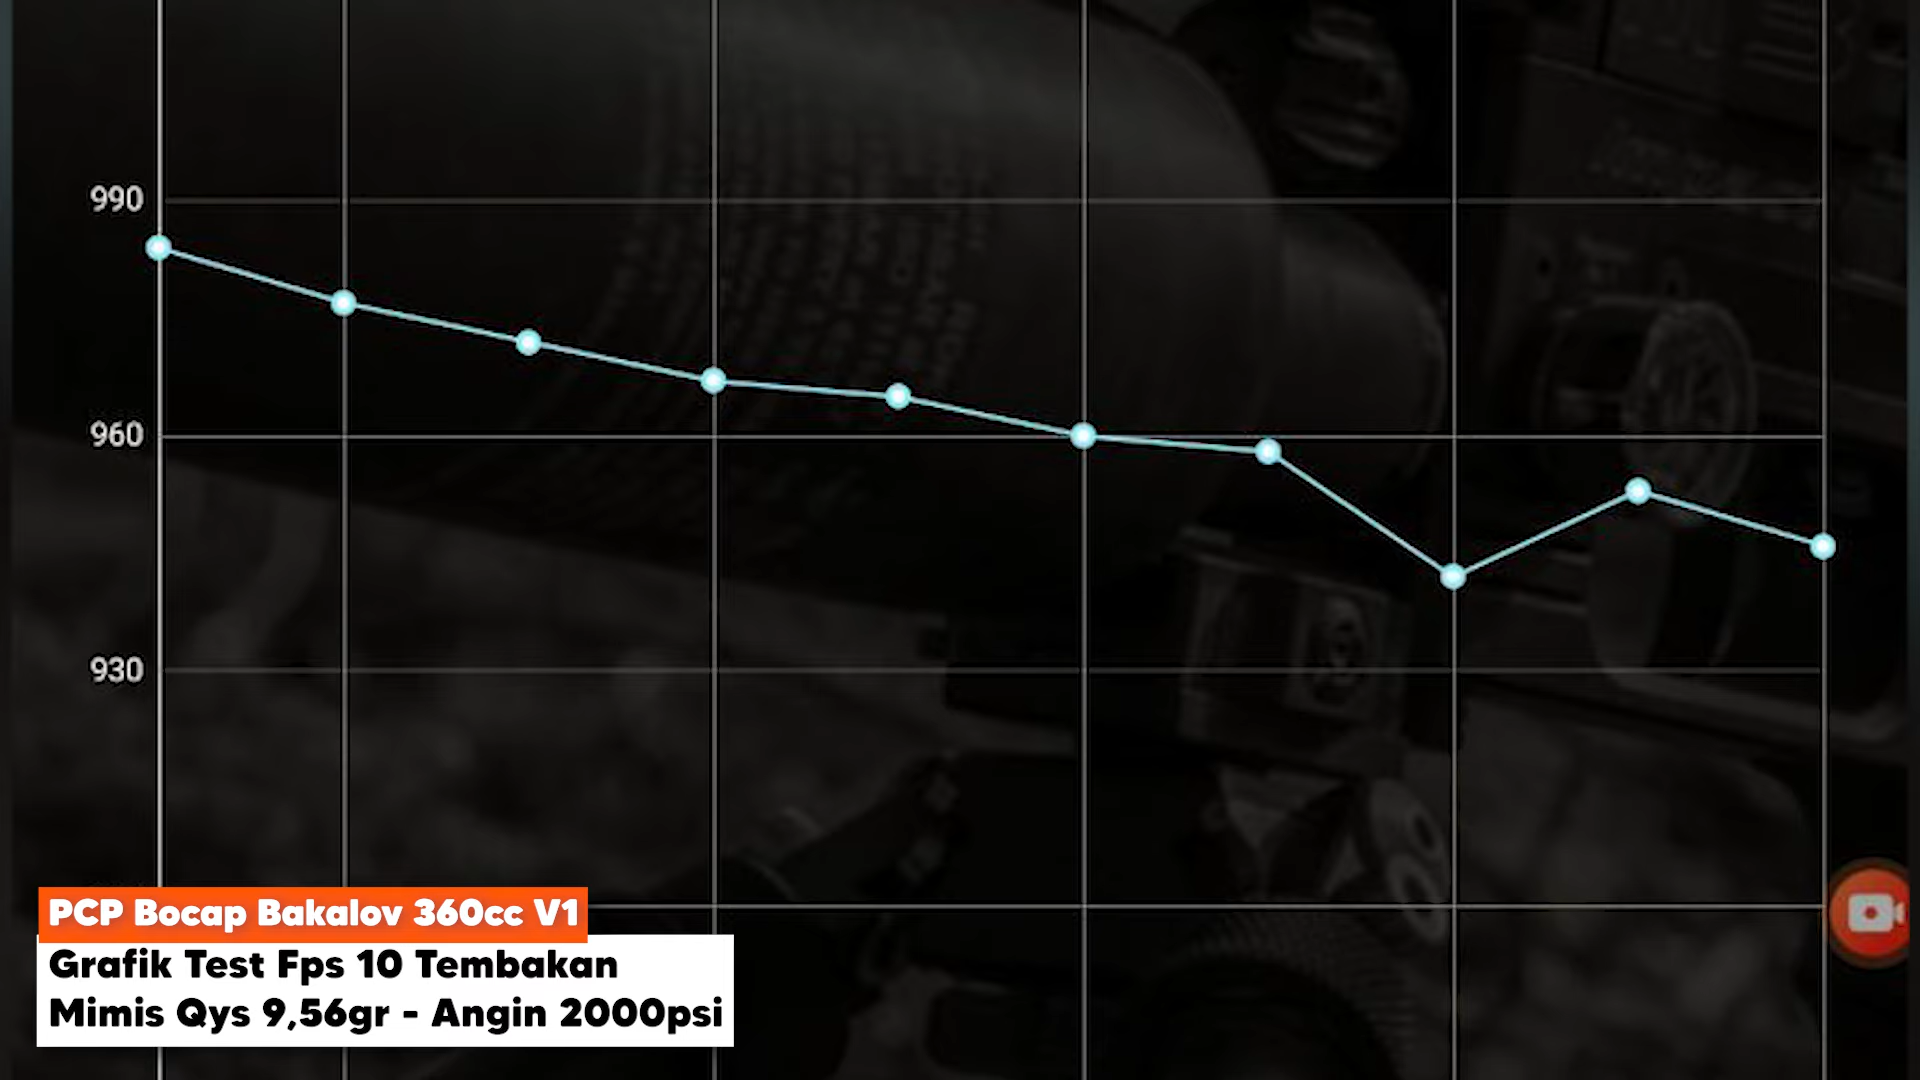 990
960
930
PCP Bocap Bakalov 360cc V1
Grafik Test Fps 10 Tembakan
Mimis Qys 9,56gr - Angin 2000psi